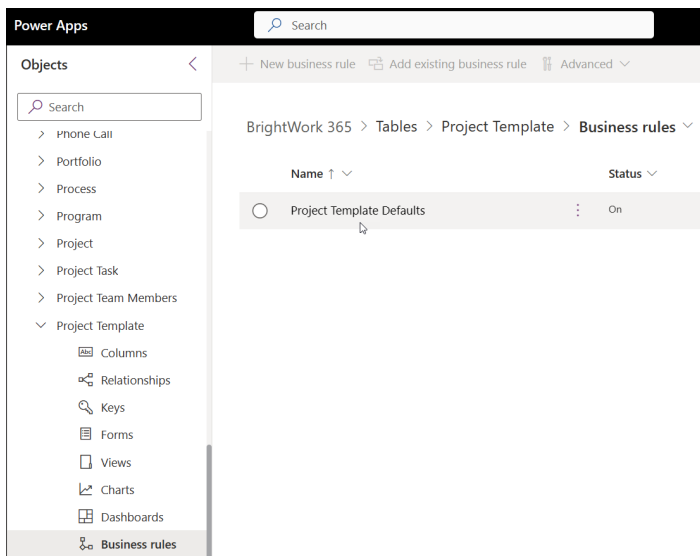 Power Apps
Search
Objects
New business rule Add existing business rule Advanced
Search
BrightWork 365 > Tables > Project Template > Business rules
Phone Call
Portfolio
Name ↑ Status
Process
Program
Project Template Defaults On
Project
Project Task
Project Team Members
Project Template
Abc Columns
Relationships
Keys
Forms
Views
Charts
Dashboards
Business rules